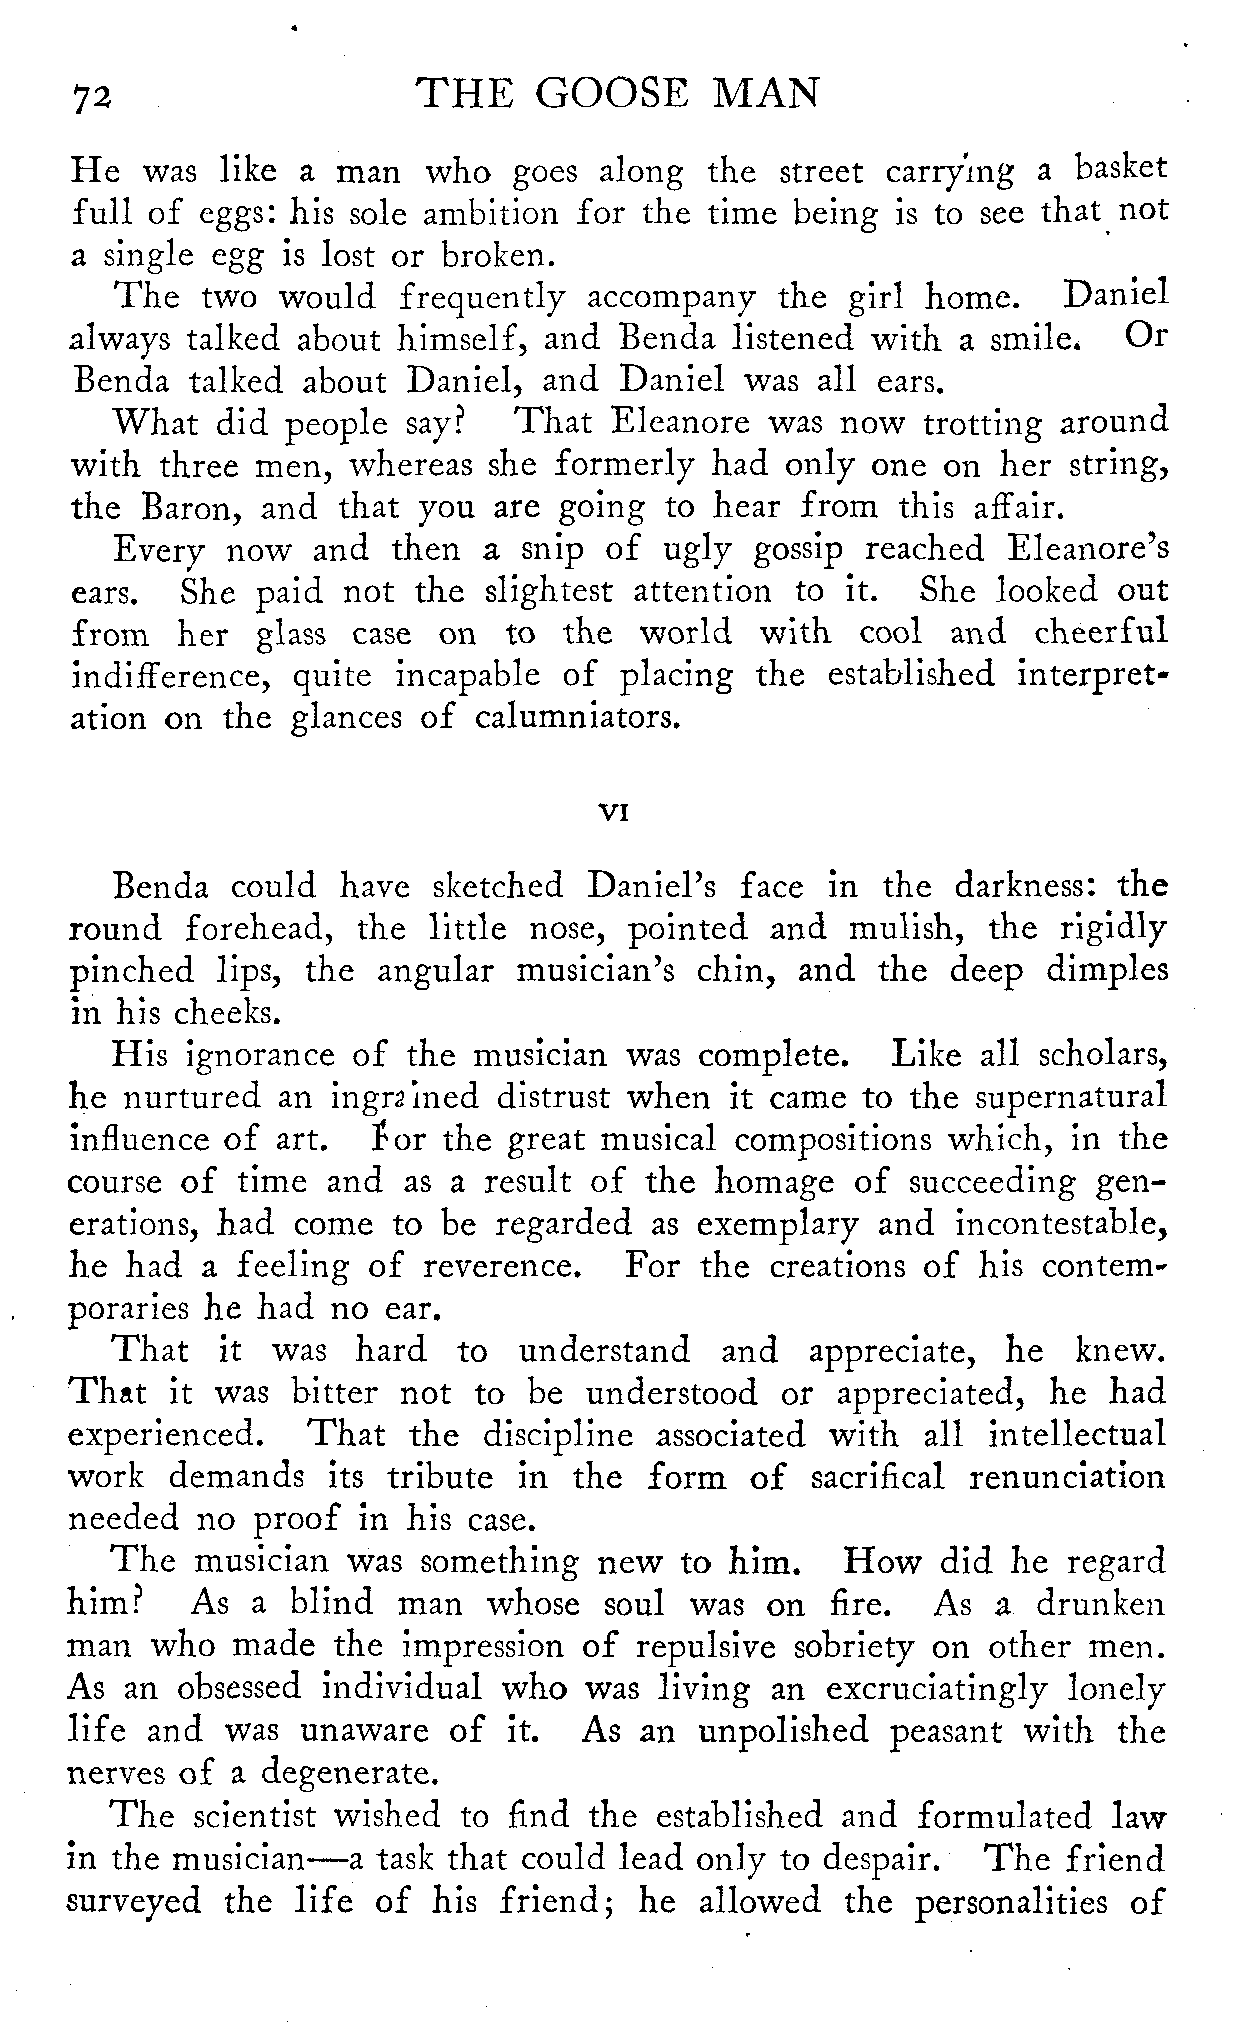 72 THE GOOSE MAN
He was like a man who goes along the street carrying a basket
full of eggs: his sole ambition for the time being is to see that not
a single egg is lost or broken.
The two would frequently accompany the girl home. Daniel
always talked about himself, and Benda listened with a smile. Or
Benda talked about Daniel, and Daniel was all ears.
What did people say? That Eleanore was now trotting around
with three men, whereas she formerly had only one on her string,
the Baron, and that you are going to hear from this affair.
Every now and then a snip of ugly gossip reached Eleanore's
ears. She paid not the slightest attention to it. She looked out
from her glass case on to the world with cool and cheerful
indifference, quite incapable of placing the established interpret-
ation on the glances of calumniators.
VI
Benda could have sketched Daniel's face in the darkness: the
round forehead, the little nose, pointed and mulish, the rigidly
pinched lips, the angular musician's chin, and the deep dimples
in his cheeks.
His ignorance of the musician was complete. Like all scholars,
he nurtured an ingrained distrust when it came to the supernatural
influence of art. For the great musical compositions which, in the
course of time and as a result of the homage of succeeding gen-
erations, had come to be regarded as exemplary and incontestable,
he had a feeling of reverence. For the creations of his contem-
poraries he had no ear.
That it was hard to understand and appreciate, he knew.
That it was bitter not to be understood or appreciated, he had
experienced. That the discipline associated with all intellectual
work demands its tribute in the form of sacrifical renunciation
needed no proof in his case.
The musician was something new to him. How did he regard
him? As a blind man whose soul was on fire. As a drunken
man who made the impression of repulsive sobriety on other men.
As an obsessed individual who was living an excruciatingly lonely
life and was unaware of it. As an unpolished peasant with the
nerves of a degenerate.
The scientist wished to find the established and formulated law
in the musician—a task that could lead only to despair. The friend
surveyed the life of his friend; he allowed the personalities of